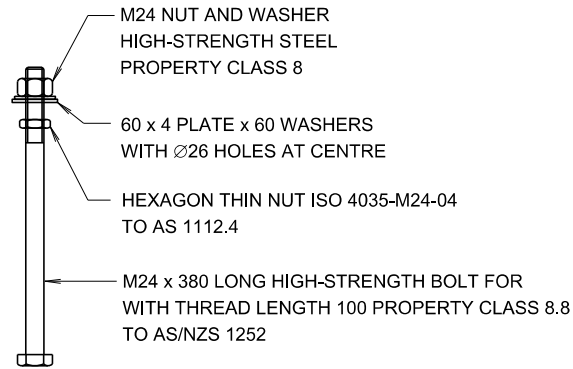 M24 NUT AND WASHER
HIGH-STRENGTH STEEL
PROPERTY CLASS 8
60 x 4 PLATE x 60 WASHERS
WITH ∅26 HOLES AT CENTRE
HEXAGON THIN NUT ISO 4035-M24-04
TO AS 1112.4
M24 x 380 LONG HIGH-STRENGTH BOLT FOR
WITH THREAD LENGTH 100 PROPERTY CLASS 8.8
TO AS/NZS 1252